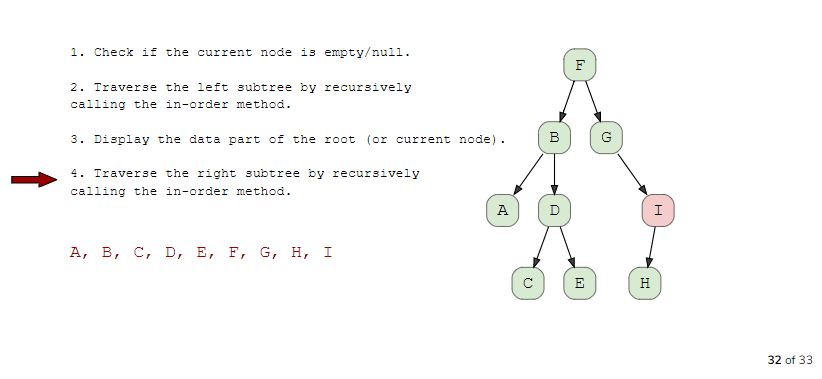 1. Check if the current node is empty/null.
2. Traverse the left subtree by recursively
calling the in-order method.
3. Display the data part of the root (or current node).
4. Traverse the right subtree by recursively
calling the in-order method.
A, B, C, D, E, F, G, H, I
F
B
G
A
D
I
C
E
H
32 of 33